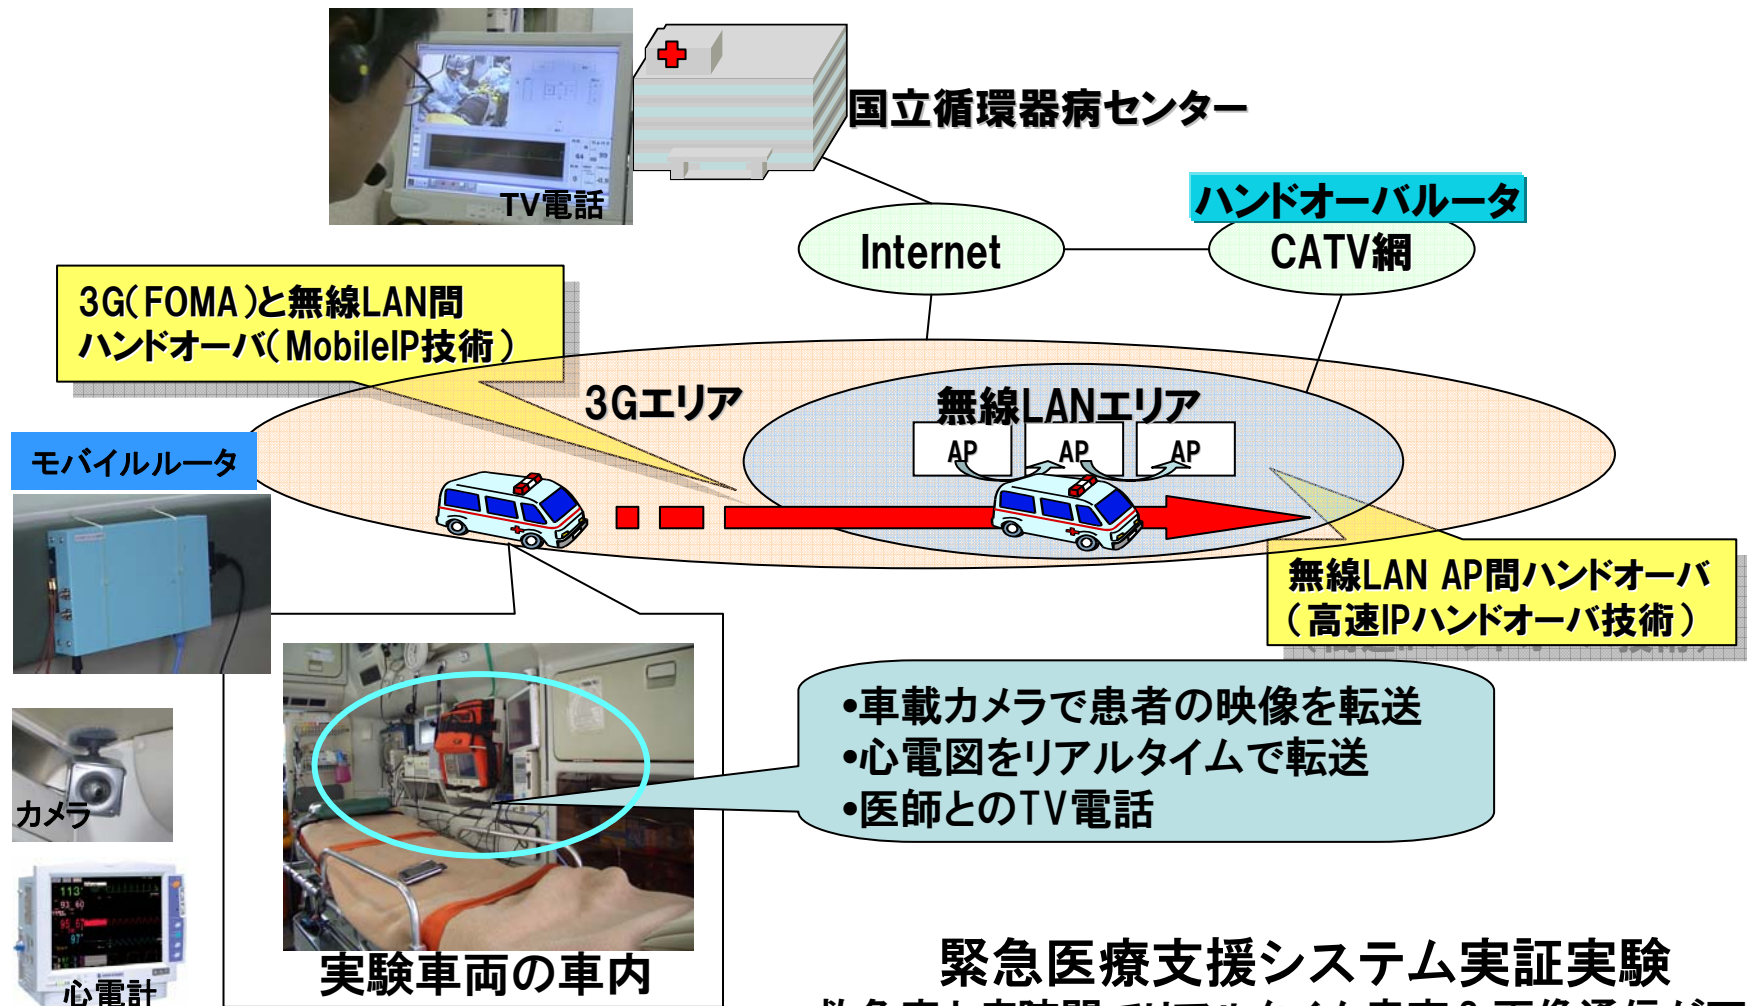 国立循環器病センター
TV電話
ハンドオーバルータ
Internet
CATV網
3G(FOMA)と無線LAN間
ハンドオーバ(MobileIP技術)
3Gエリア
無線LANエリア
AP
AP
AP
モバイルルータ
無線LAN AP間ハンドオーバ
(高速IPハンドオーバ技術)
•車載カメラで患者の映像を転送
•心電図をリアルタイムで転送
•医師とのTV電話
カメラ
113
97
心電計
実験車両の車内
緊急医療支援システム実証実験